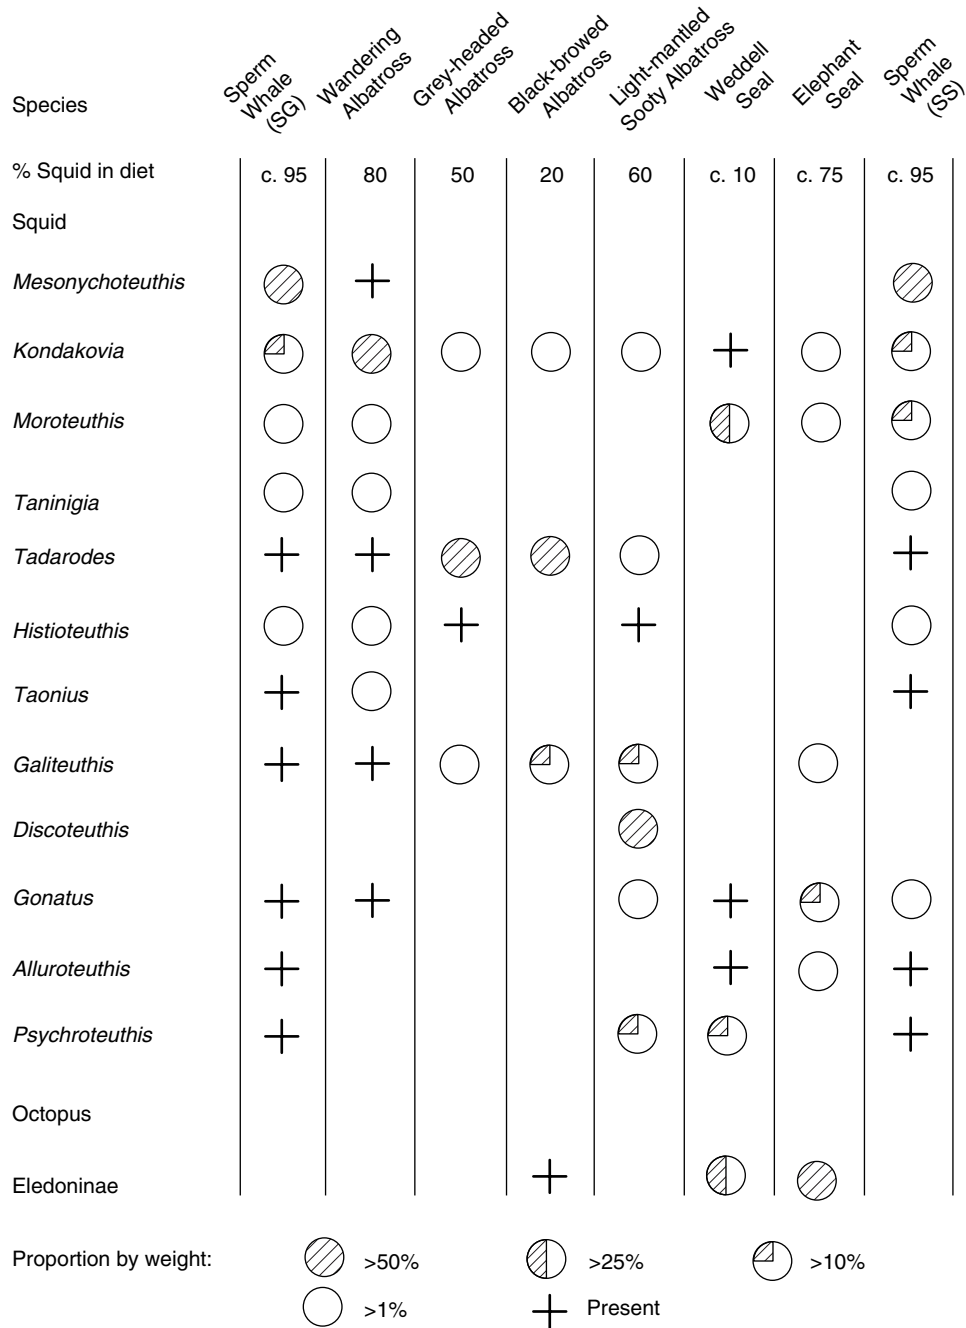 Species
Sperm
Whale
(SG)
Wandering
Albatross
Grey-headed
Albatross
Black-browed
Albatross
Light-mantled
Sooty Albatross
Weddell
Seal
Elephant
Seal
Sperm
Whale
(SS)
% Squid in diet c. 95 80 50 20 60 c. 10 c. 75 c. 95
Squid
Mesonychoteuthis
Kondakovia
Moroteuthis
Taninigia
Tadarodes
Histioteuthis
Taonius
Galiteuthis
Discoteuthis
Gonatus
Alluroteuthis
Psychroteuthis
Octopus
Eledoninae
Proportion by weight: >50% >25% >10%
>1% Present